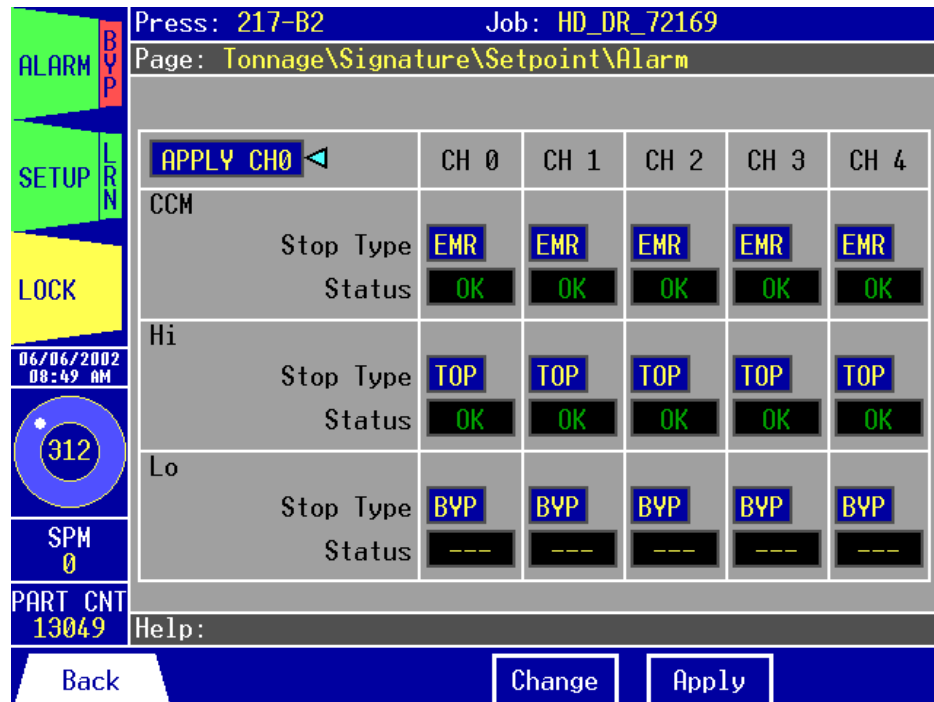 Press: 217-B2 Job: HD_DR_72169
Page: Tonnage\Signature\Setpoint\Alarm
ALARM BYP
SETUP LRN
LOCK
06/06/2002
08:49 AM
312
SPM
0
PART CNT
13049
APPLY CH0 CH 0 CH 1 CH 2 CH 3 CH 4
CCM
Stop Type EMR EMR EMR EMR EMR
Status OK OK OK OK OK
Hi
Stop Type TOP TOP TOP TOP TOP
Status OK OK OK OK OK
Lo
Stop Type BYP BYP BYP BYP BYP
Status --- --- --- --- ---
Help:
Back Change Apply